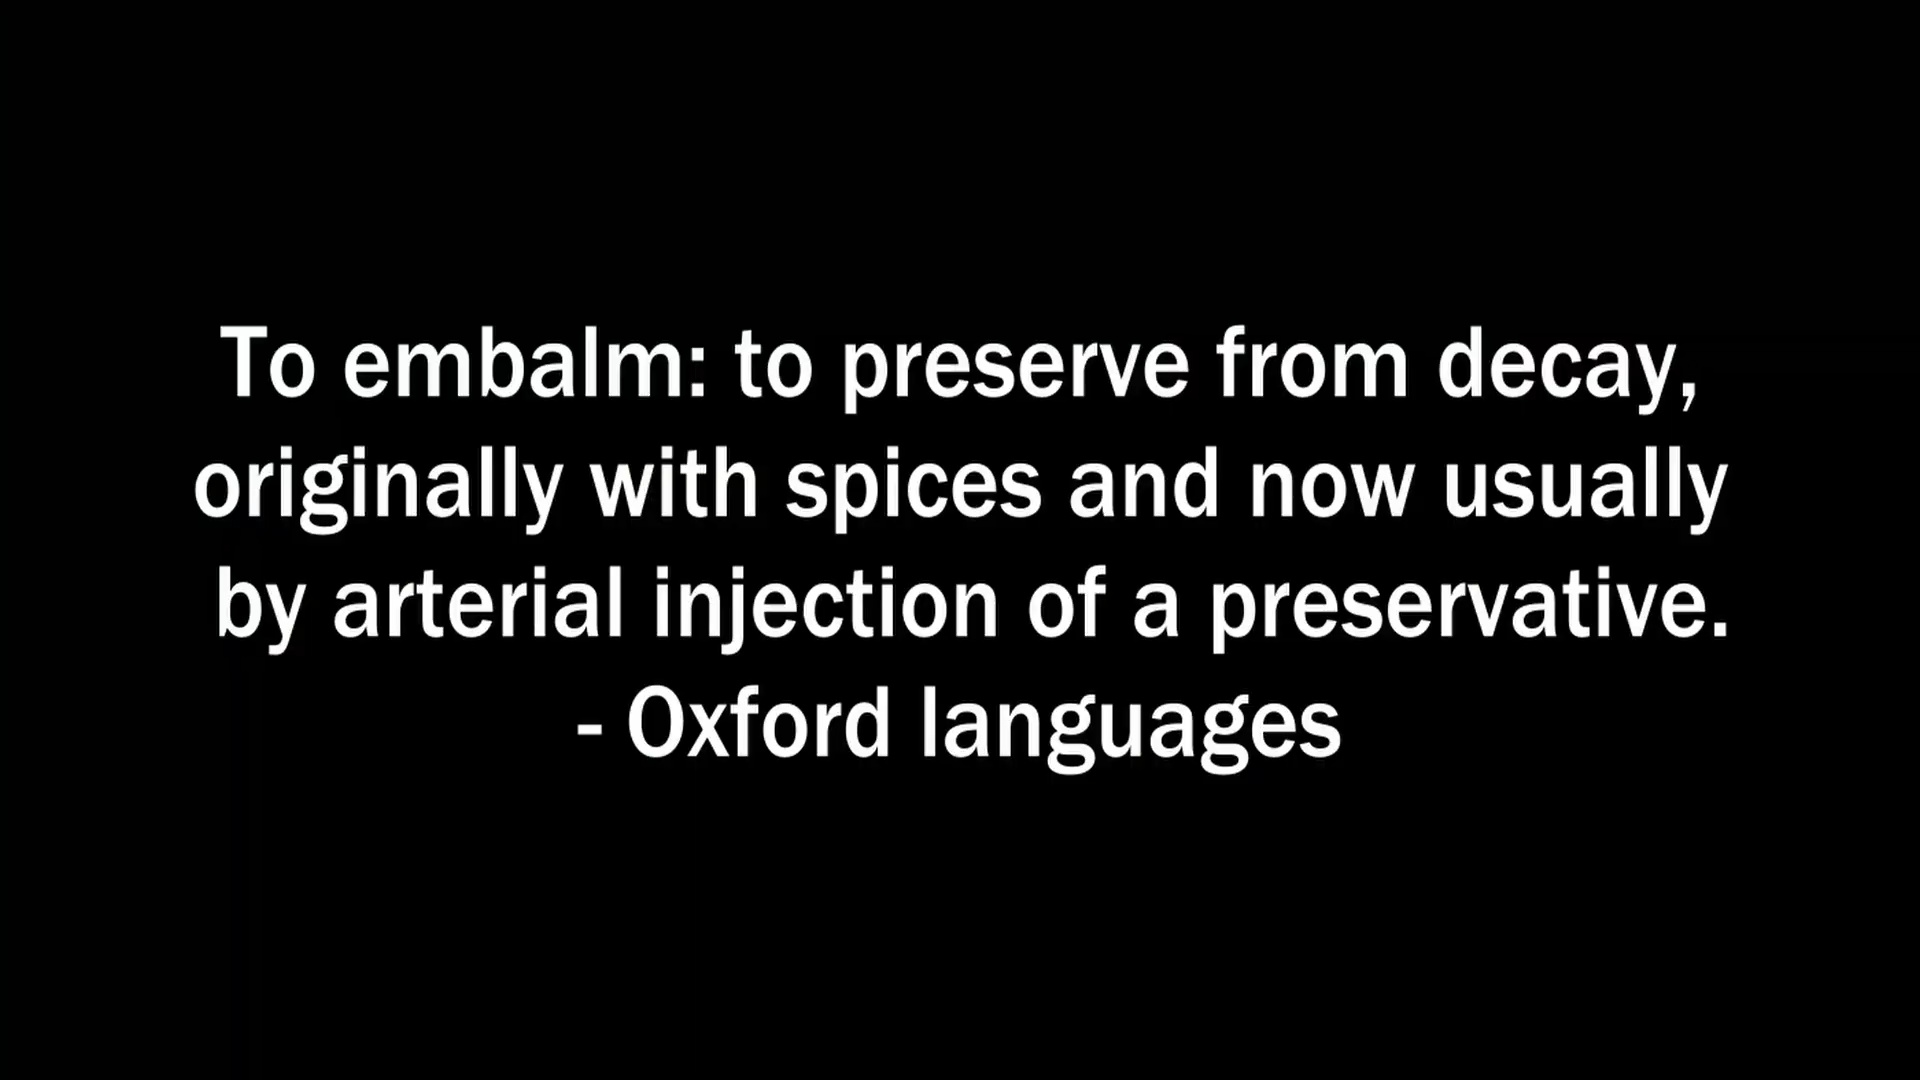 To embalm: to preserve from decay,
originally with spices and now usually
by arterial injection of a preservative.
- Oxford languages